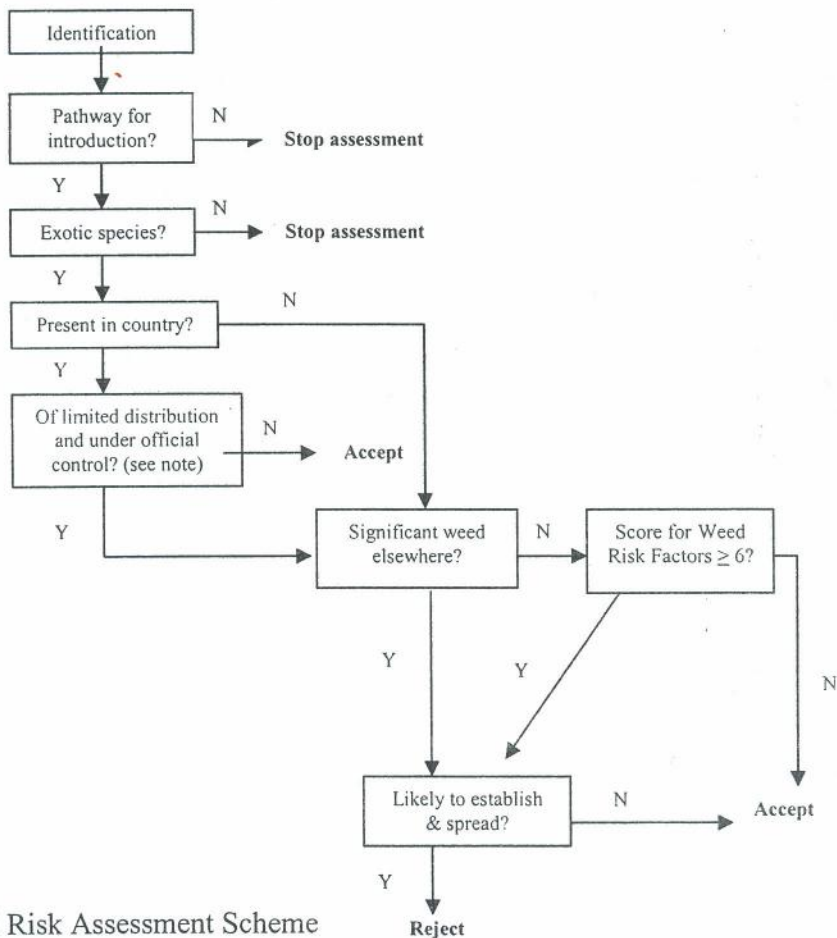 Identification
Pathway for
introduction?
N
Stop assessment
Y
Exotic species?
N
Stop assessment
Y
Present in country?
N
Y
Of limited distribution
and under official
control? (see note)
N
Accept
Y
Significant weed
elsewhere?
N
Score for Weed
Risk Factors ≥ 6?
Y
Y
N
Likely to establish
& spread?
N
Accept
Y
Risk Assessment Scheme
Reject